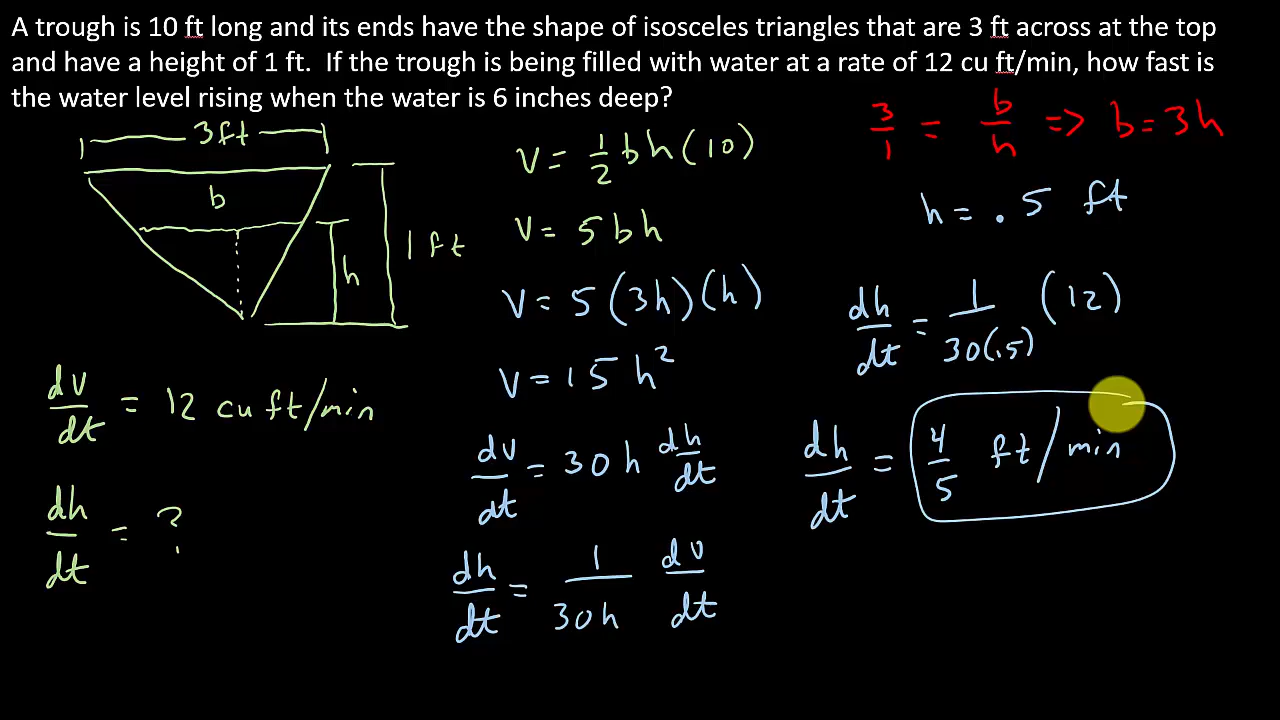 A trough is 10 ft long and its ends have the shape of isosceles triangles that are 3 ft across at the top
and have a height of 1 ft. If the trough is being filled with water at a rate of 12 cu ft/min, how fast is
the water level rising when the water is 6 inches deep?
3ft
b
h
1 ft
dv/dt = 12 cu ft/min
dh/dt = ?
V = 1/2 bh(10)
V = 5bh
V = 5(3h)(h)
V = 15h²
dv/dt = 30h dh/dt
dh/dt = 1/30h dv/dt
3/1 = b/h => b = 3h
h = .5 ft
dh/dt = 1/30(.5) (12)
dh/dt = 4/5 ft/min